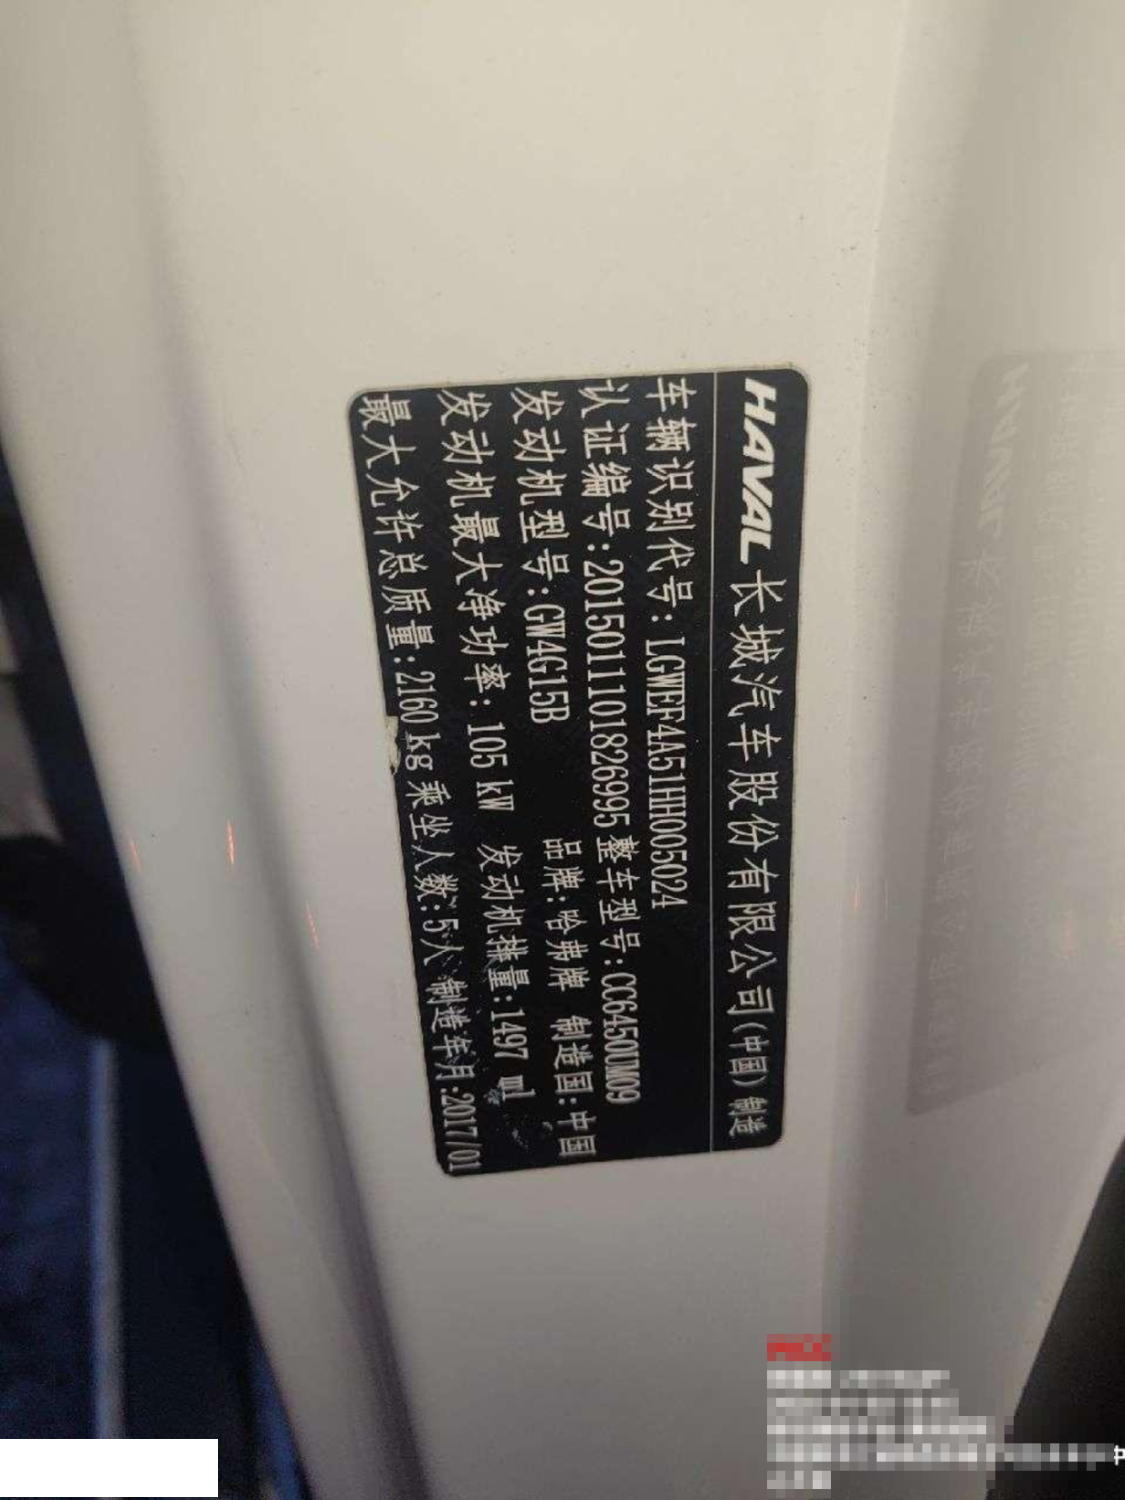 HAVAL 长城汽车股份有限公司(中国)制造
车辆识别代号:LGWEF4A51HH005024
认证编号:2015011101826995 整车型号:CC6450UM09
发动机型号:GW4G15B 品牌:哈弗牌 制造国:中国
发动机最大净功率:105 kW 发动机排量:1497 ml
最大允许总质量:2160 kg 乘坐人数:5人 制造年月:2017/01
中